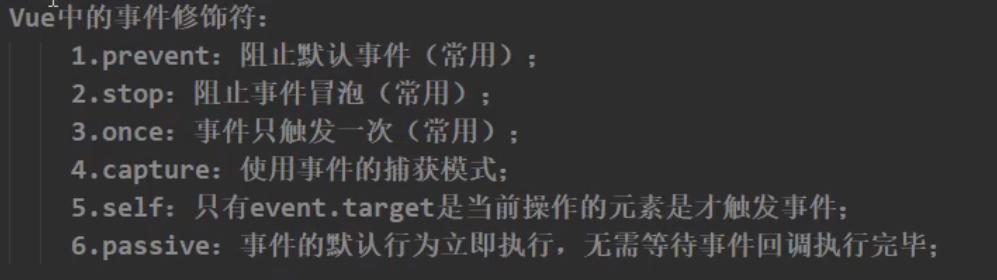 Vue中的事件修饰符：
1.prevent：阻止默认事件（常用）；
2.stop：阻止事件冒泡（常用）；
3.once：事件只触发一次（常用）；
4.capture：使用事件的捕获模式；
5.self：只有event.target是当前操作的元素是才触发事件；
6.passive：事件的默认行为立即执行，无需等待事件回调执行完毕；